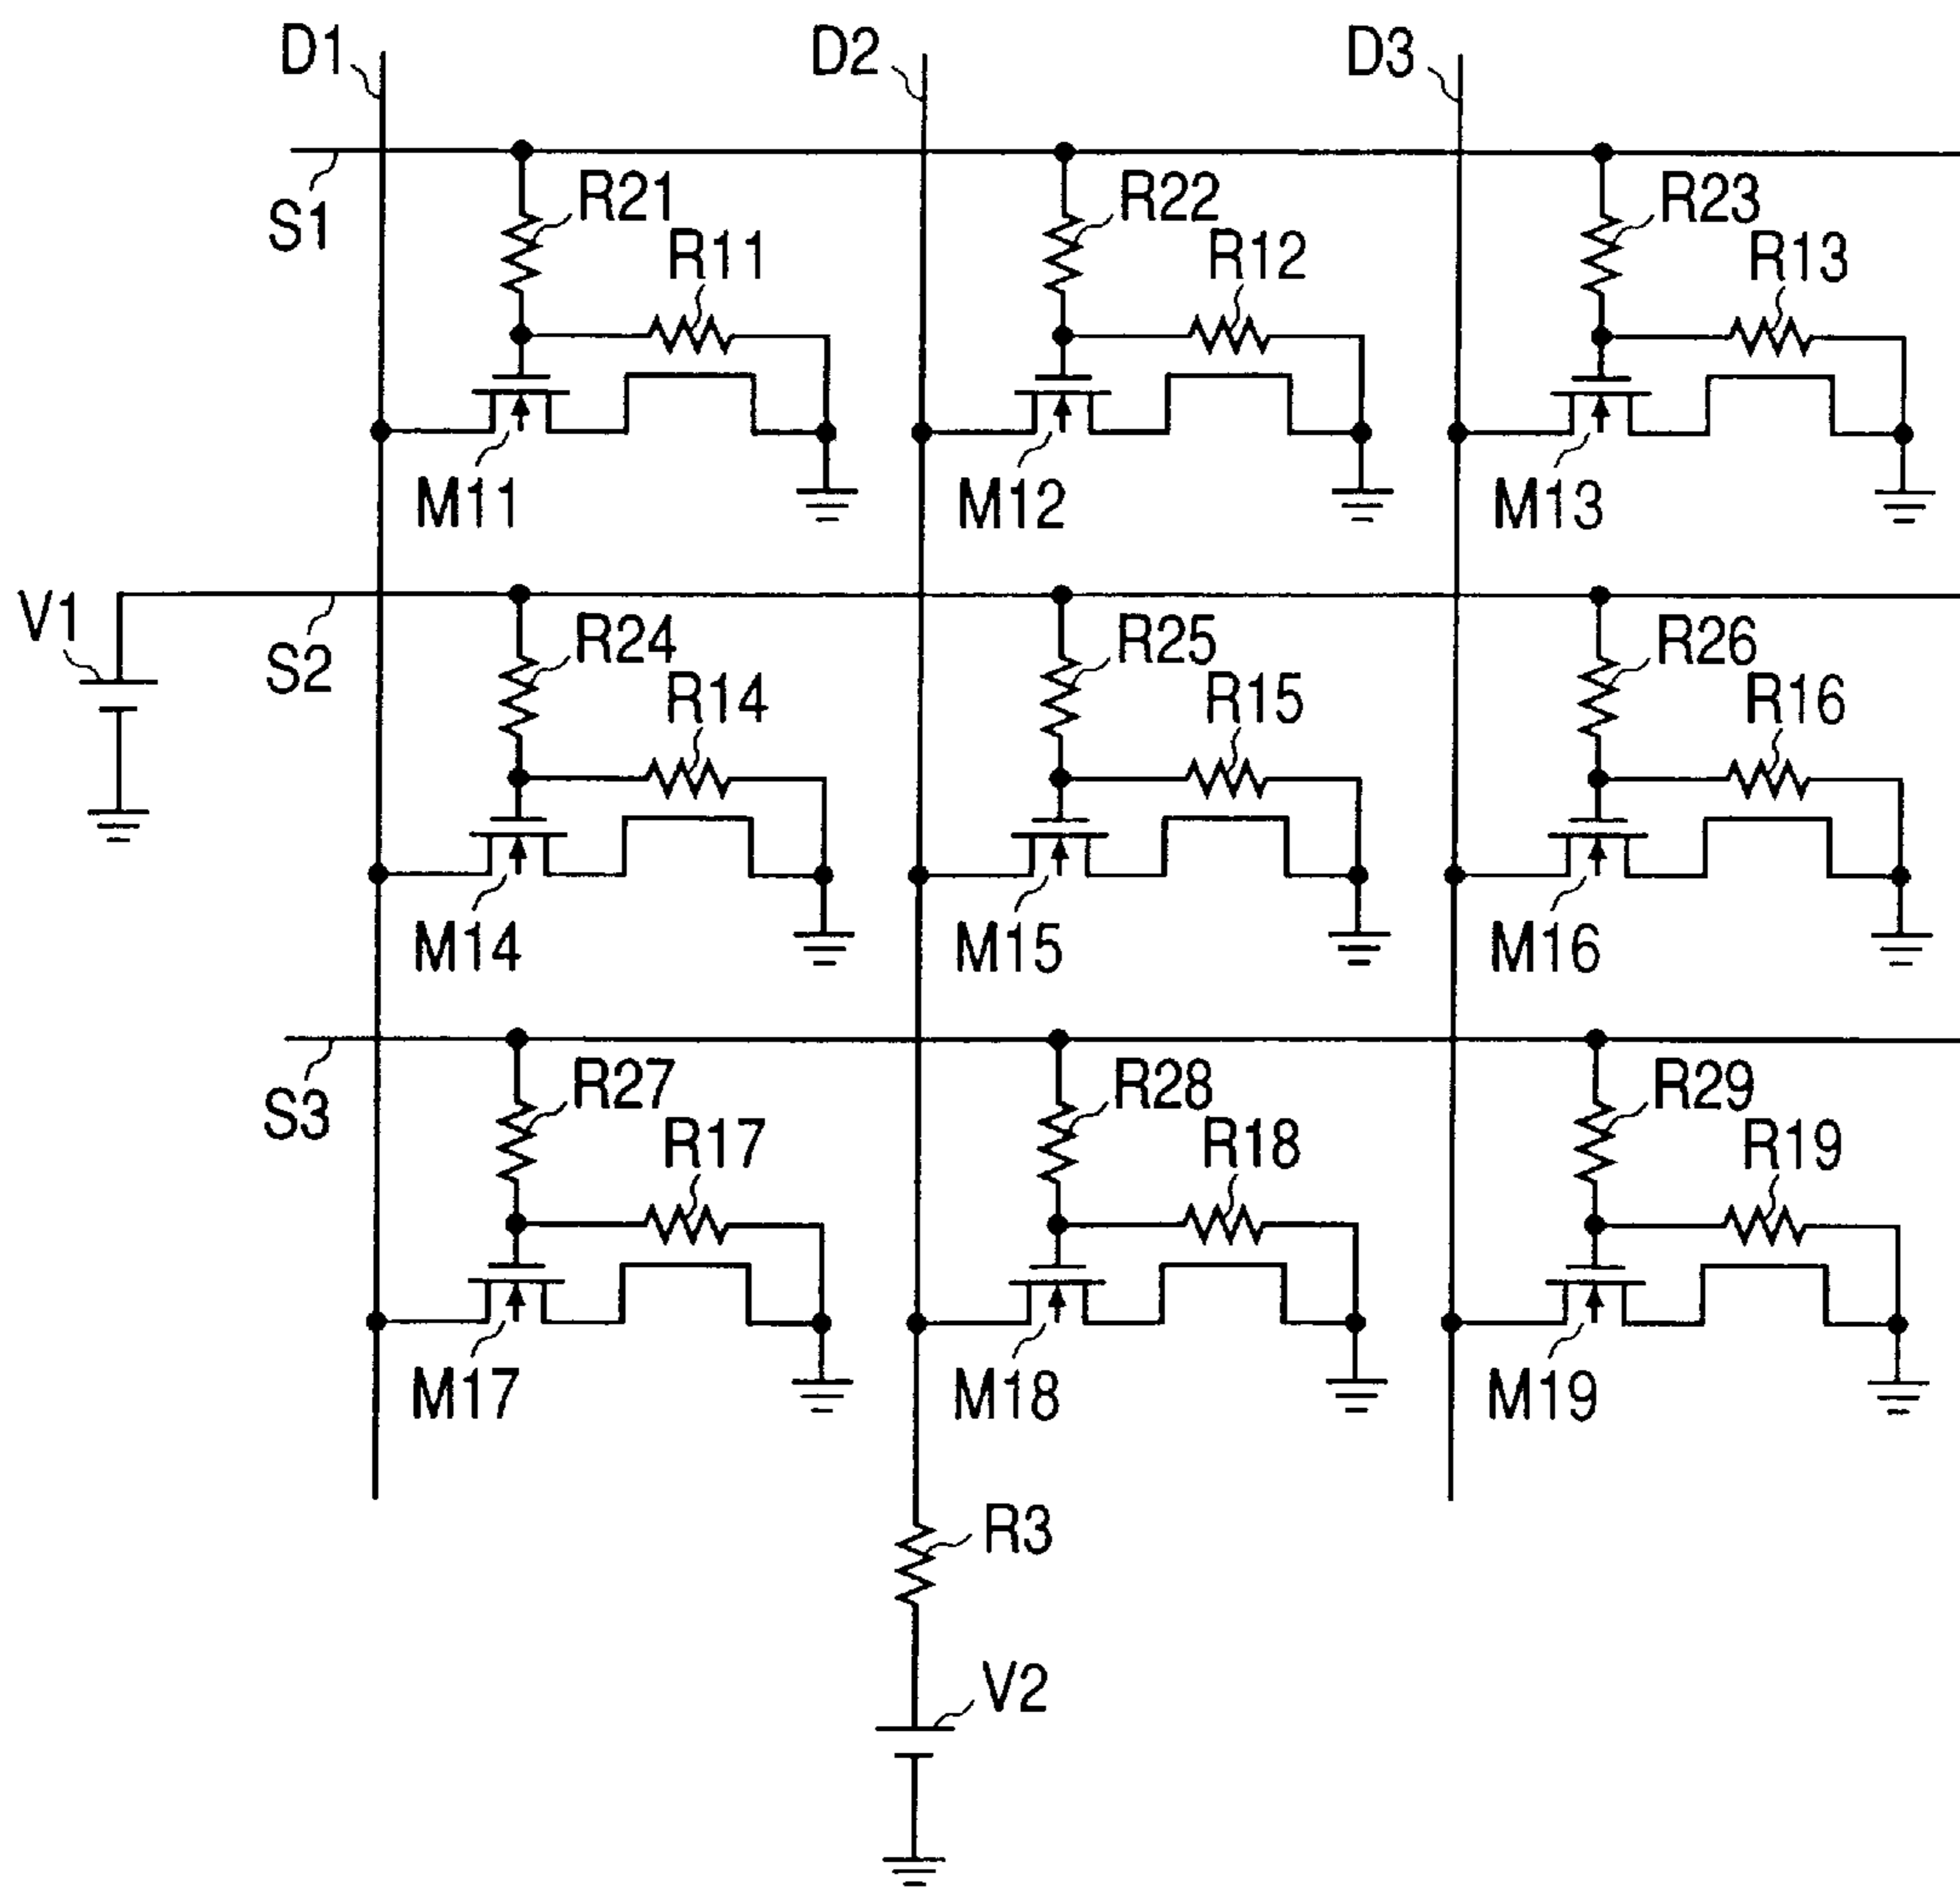 D1 D2 D3
S1 R21 R22 R23
R11 R12 R13
M11 M12 M13
V1 S2 R24 R25 R26
R14 R15 R16
M14 M15 M16
S3 R27 R28 R29
R17 R18 R19
M17 M18 M19
R3
V2